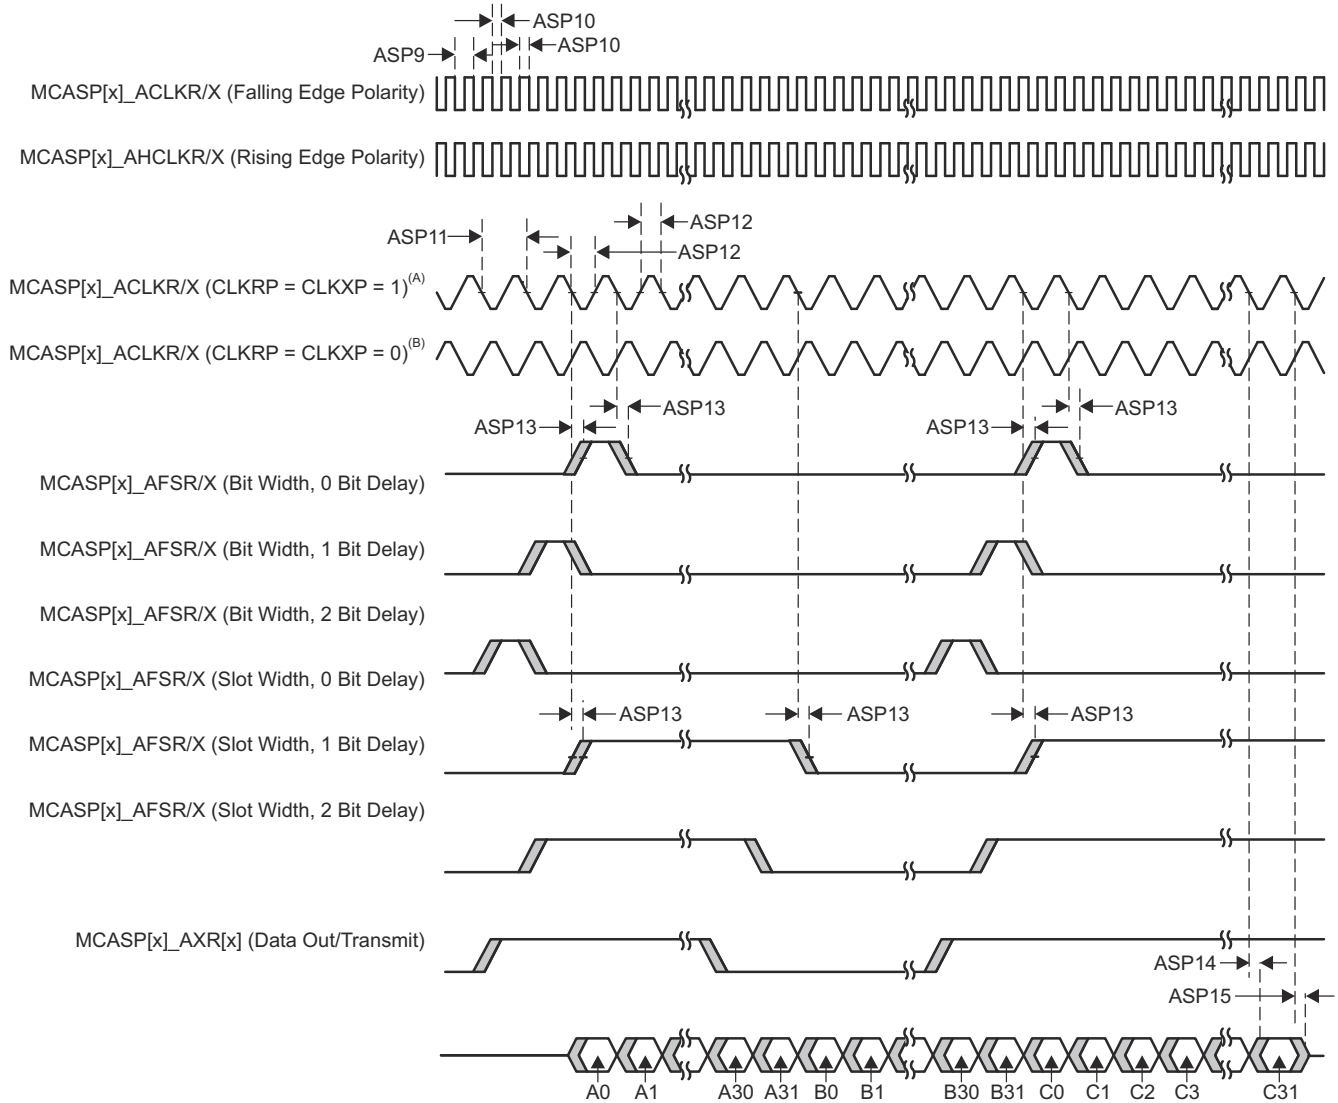 ASP10
ASP9
ASP10
MCASP[x]_ACLKR/X (Falling Edge Polarity)
MCASP[x]_AHCLKR/X (Rising Edge Polarity)
ASP12
ASP11
ASP12
MCASP[x]_ACLKR/X (CLKRP = CLKXP = 1)(A)
MCASP[x]_ACLKR/X (CLKRP = CLKXP = 0)(B)
ASP13 ASP13
ASP13 ASP13
MCASP[x]_AFSR/X (Bit Width, 0 Bit Delay)
MCASP[x]_AFSR/X (Bit Width, 1 Bit Delay)
MCASP[x]_AFSR/X (Bit Width, 2 Bit Delay)
MCASP[x]_AFSR/X (Slot Width, 0 Bit Delay)
ASP13 ASP13 ASP13
MCASP[x]_AFSR/X (Slot Width, 1 Bit Delay)
MCASP[x]_AFSR/X (Slot Width, 2 Bit Delay)
MCASP[x]_AXR[x] (Data Out/Transmit)
ASP14
ASP15
A0 A1 A30 A31 B0 B1 B30 B31 C0 C1 C2 C3 C31